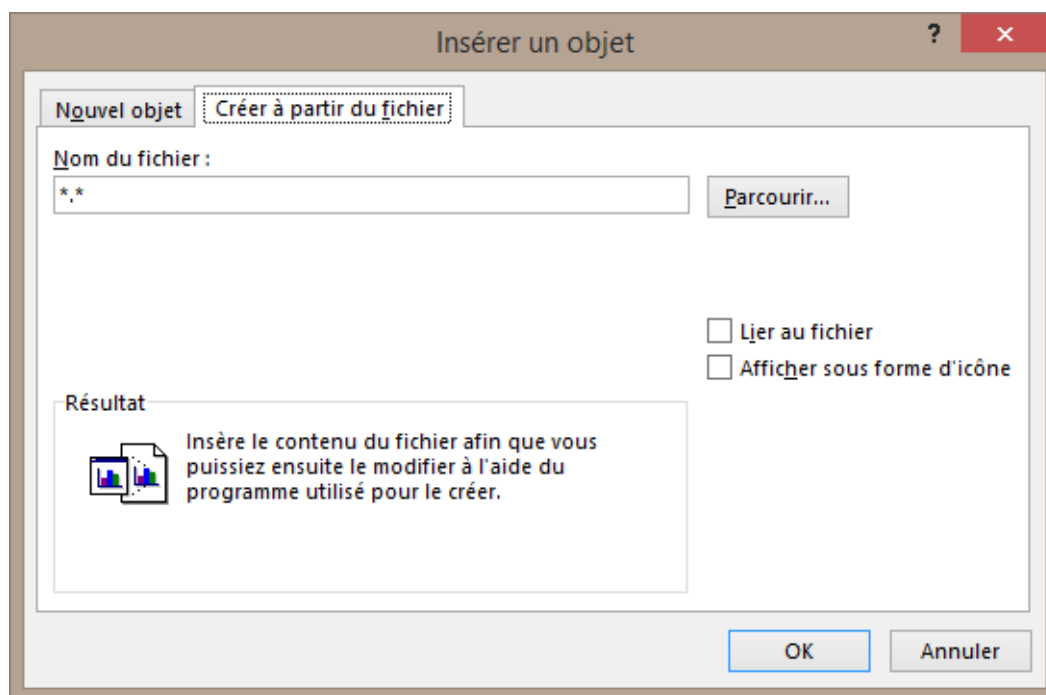 Insérer un objet
?
Nouvel objet
Créer à partir du fichier
Nom du fichier :
*.*
Parcourir...
Lier au fichier
Afficher sous forme d'icône
Résultat
Insère le contenu du fichier afin que vous
puissiez ensuite le modifier à l'aide du
programme utilisé pour le créer.
OK
Annuler